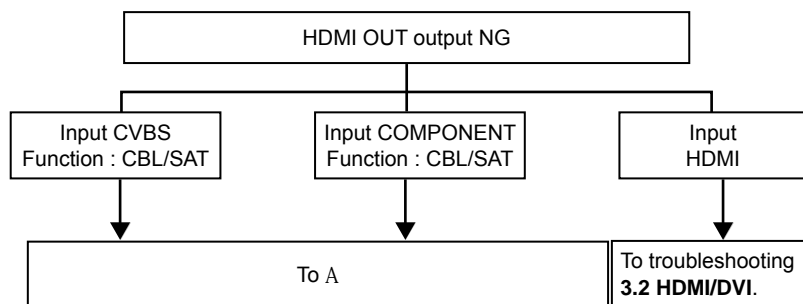 HDMI OUT output NG
Input CVBS
Function : CBL/SAT
Input COMPONENT
Function : CBL/SAT
Input
HDMI
To A
To troubleshooting
3.2 HDMI/DVI.